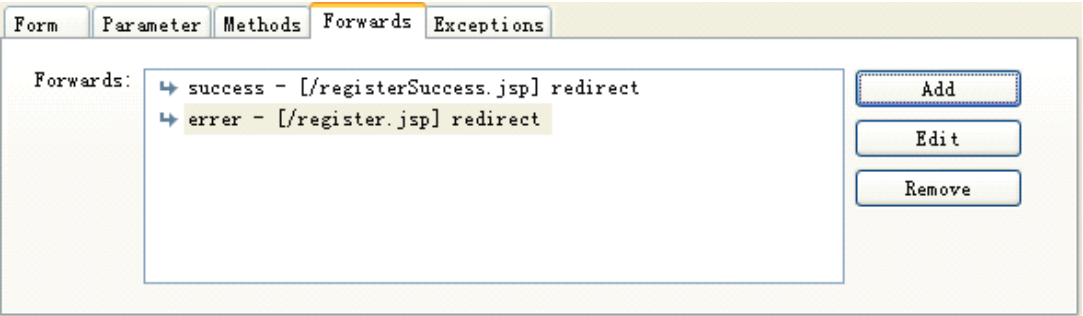 Form Parameter Methods Forwards Exceptions
Forwards:
success - [/registerSuccess.jsp] redirect
errer - [/register.jsp] redirect
Add
Edit
Remove